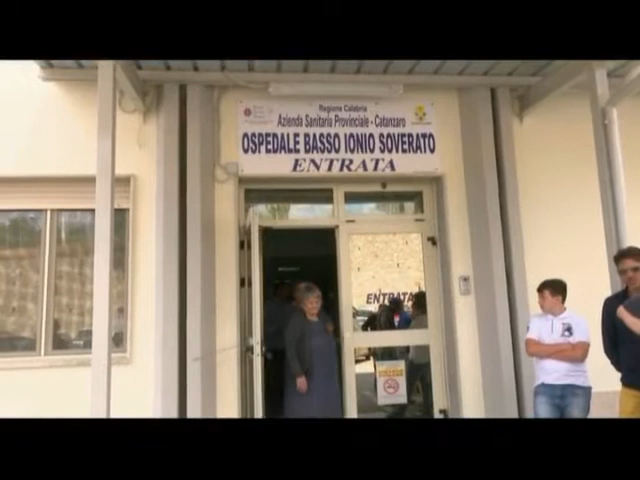 Regione Calabria
Azienda Sanitaria Provinciale - Catanzaro
OSPEDALE BASSO IONIO SOVERATO
ENTRATA
ENTRATA